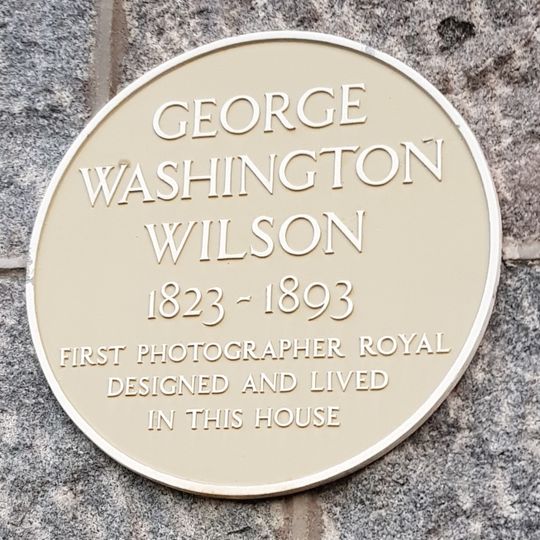 GEORGE
WASHINGTON
WILSON
1823 - 1893
FIRST PHOTOGRAPHER ROYAL
DESIGNED AND LIVED
IN THIS HOUSE